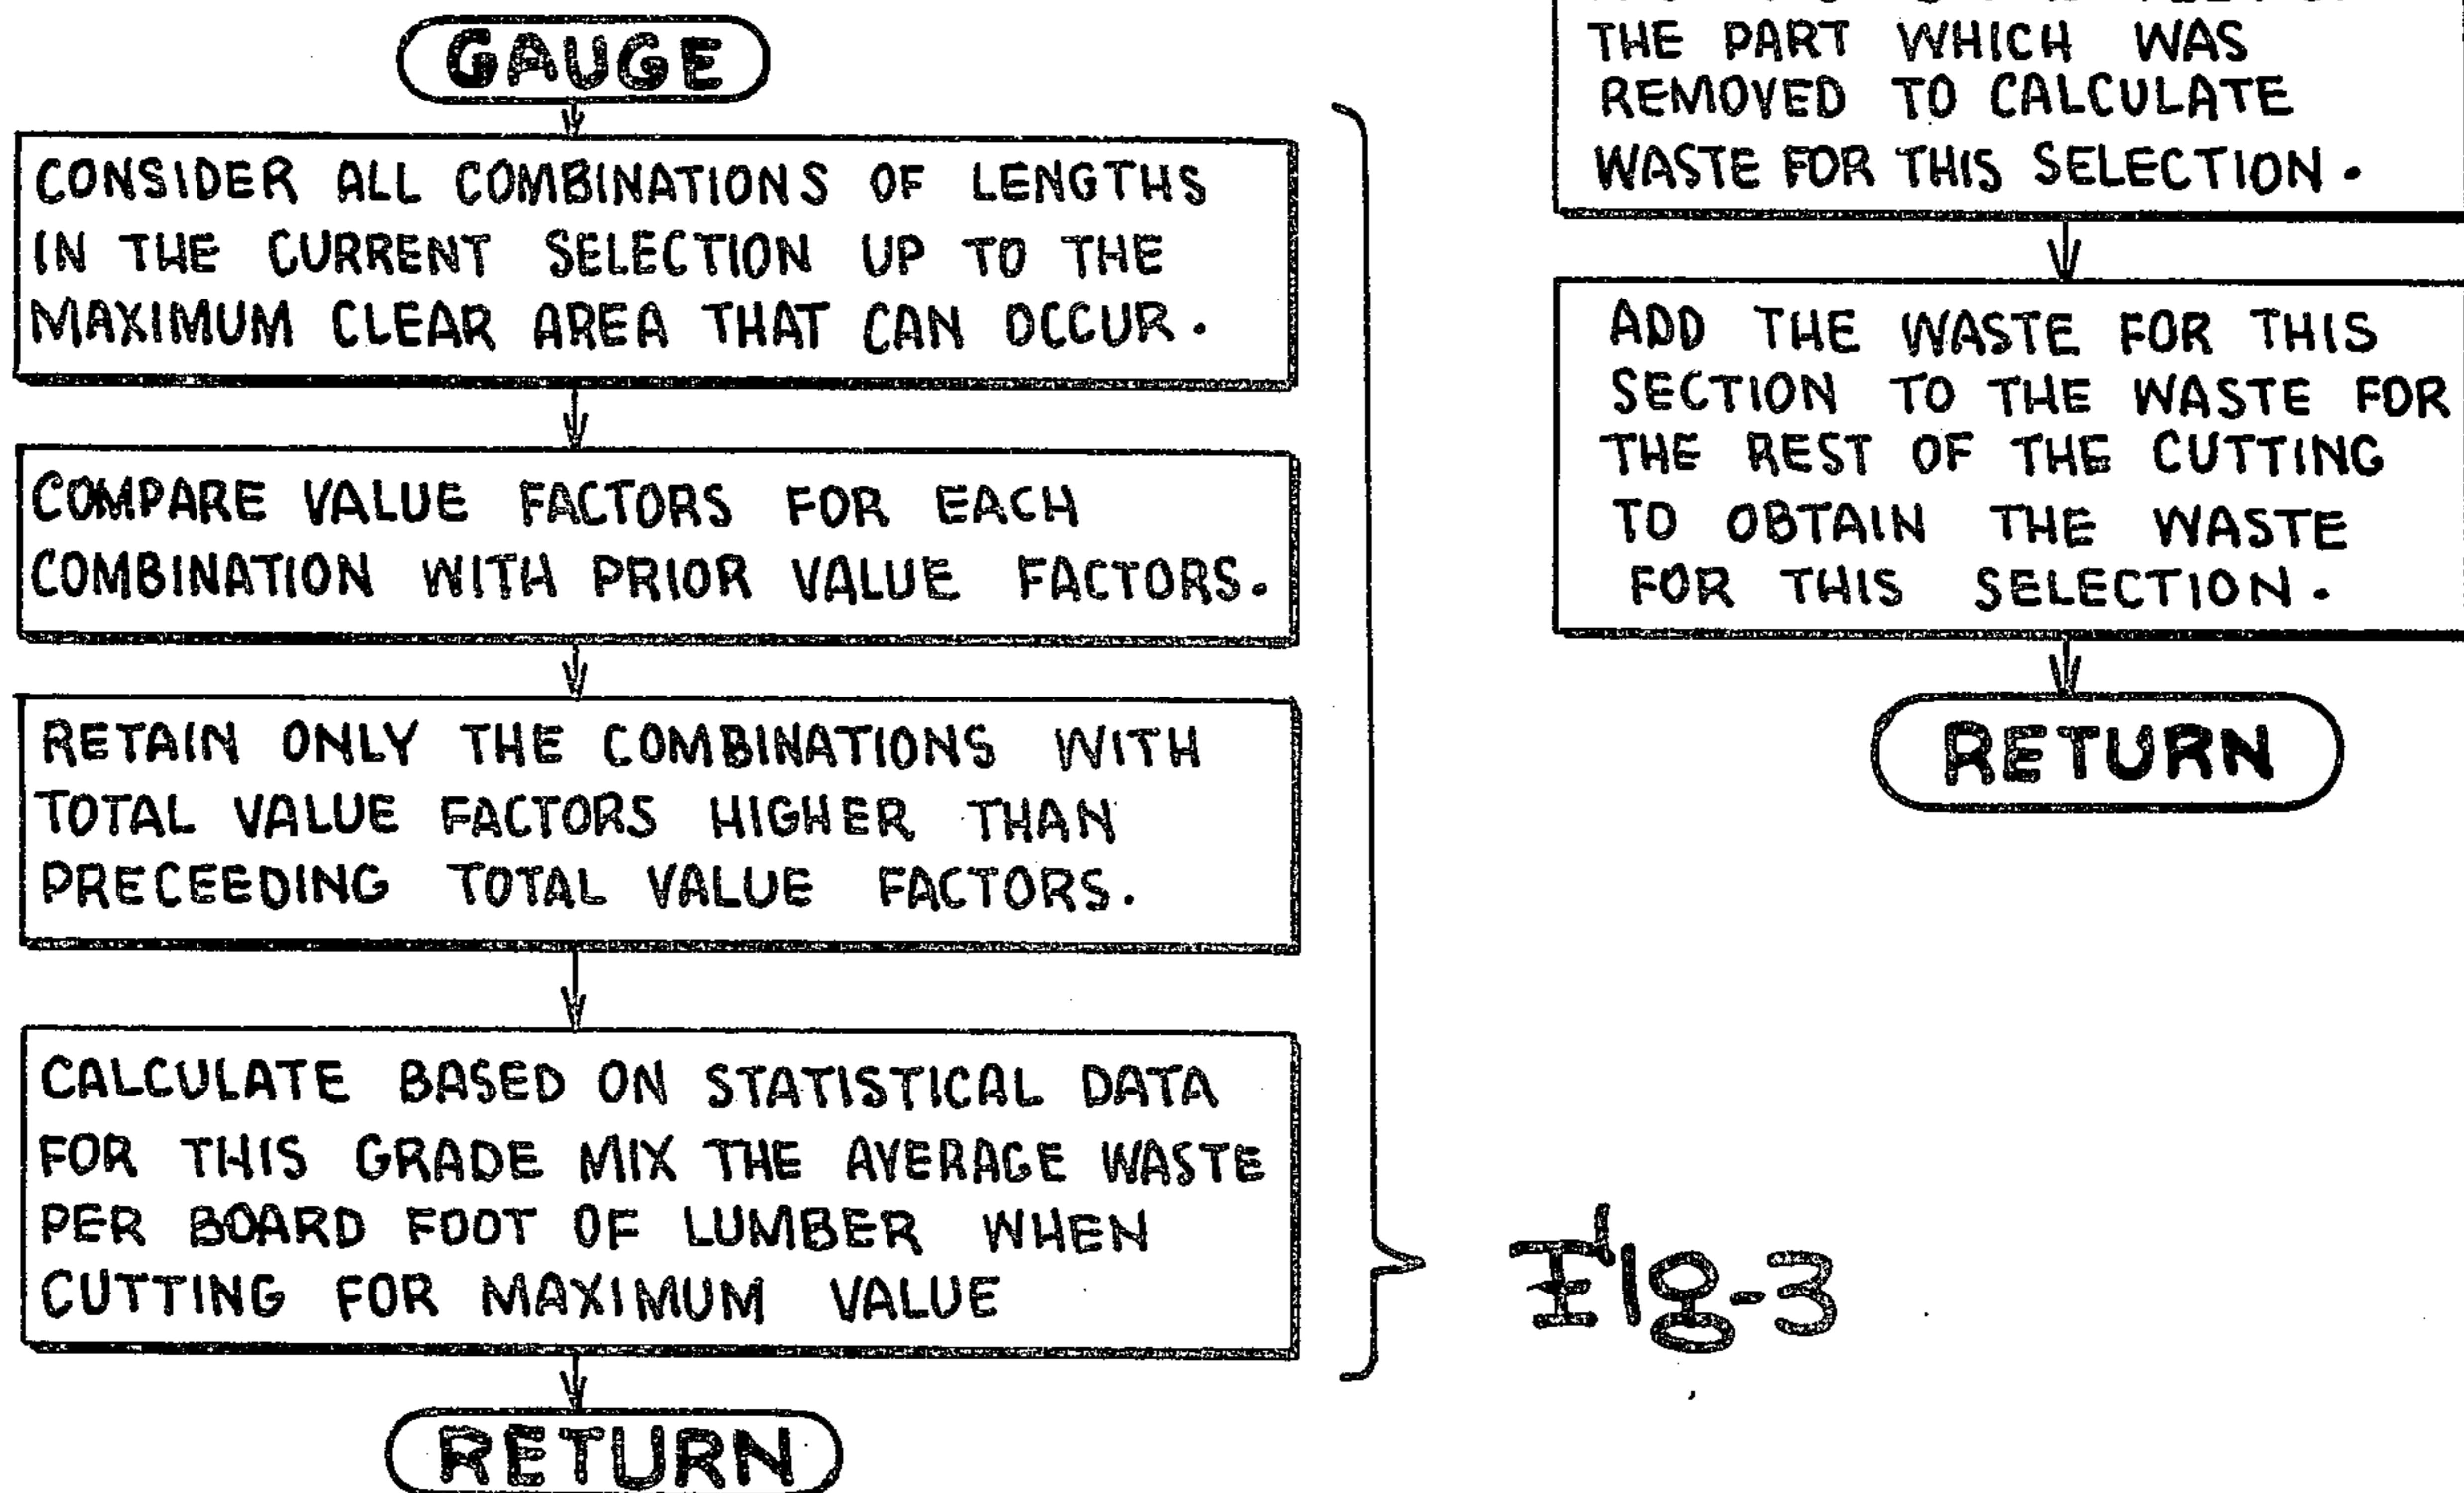 GAUGE
CONSIDER ALL COMBINATIONS OF LENGTHS
IN THE CURRENT SELECTION UP TO THE
MAXIMUM CLEAR AREA THAT CAN OCCUR.
COMPARE VALUE FACTORS FOR EACH
COMBINATION WITH PRIOR VALUE FACTORS.
RETAIN ONLY THE COMBINATIONS WITH
TOTAL VALUE FACTORS HIGHER THAN
PRECEEDING TOTAL VALUE FACTORS.
CALCULATE BASED ON STATISTICAL DATA
FOR THIS GRADE MIX THE AVERAGE WASTE
PER BOARD FOOT OF LUMBER WHEN
CUTTING FOR MAXIMUM VALUE
RETURN
THE PART WHICH WAS
REMOVED TO CALCULATE
WASTE FOR THIS SELECTION.
ADD THE WASTE FOR THIS
SECTION TO THE WASTE FOR
THE REST OF THE CUTTING
TO OBTAIN THE WASTE
FOR THIS SELECTION.
RETURN
Fig-3